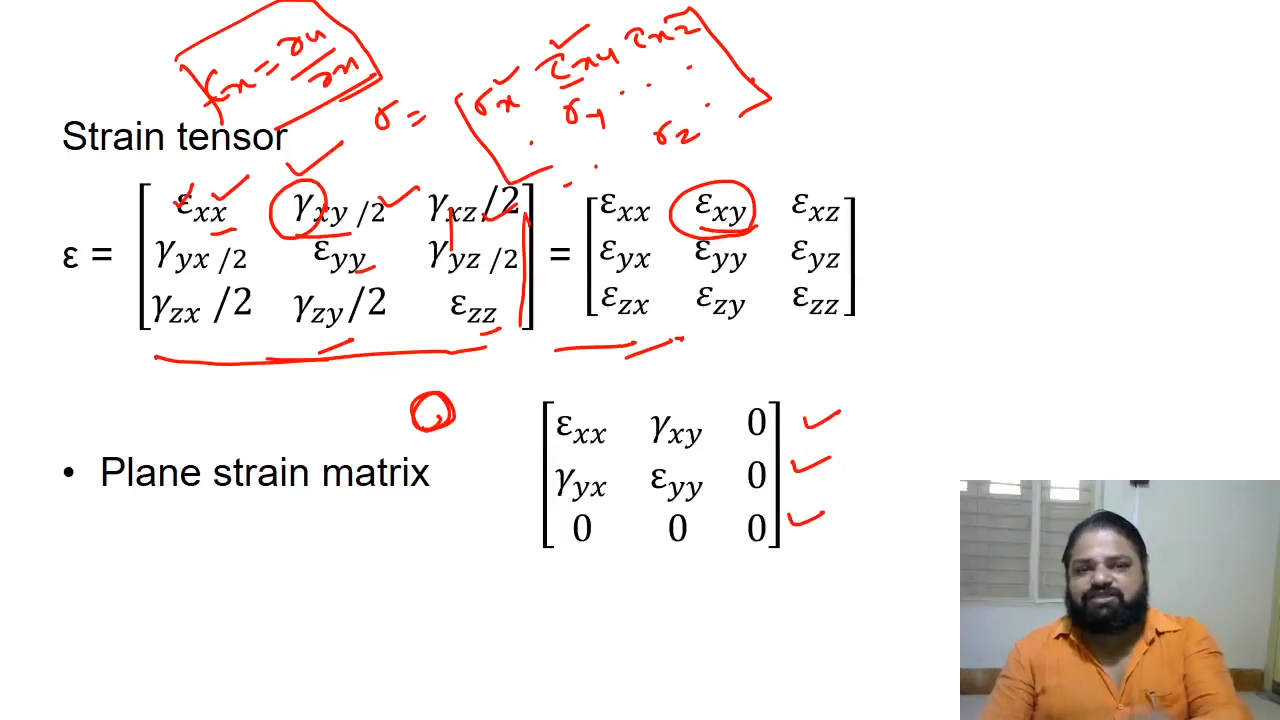 εx = ∂u/∂x
σ = [σx τxy τxz
. σy . .
. . σz]
Strain tensor
ε = [εxx γxy /2 γxz/2] = [εxx εxy εxz]
[γyx /2 εyy γyz /2] [εyx εyy εyz]
[γzx /2 γzy/2 εzz] [εzx εzy εzz]
[εxx γxy 0]
• Plane strain matrix [γyx εyy 0]
[0 0 0]